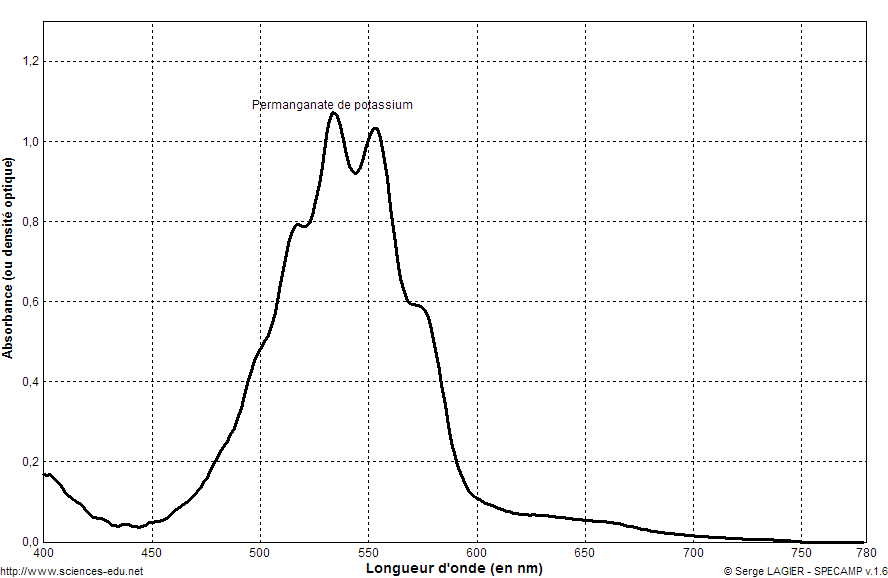 Permanganate de potassium
Absorbance (ou densité optique)
1,2
1,0
0,8
0,6
0,4
0,2
0,0
400 450 500 550 600 650 700 750 780
Longueur d'onde (en nm)
http://www.sciences-edu.net
© Serge LAGIER - SPECAMP v.1.6